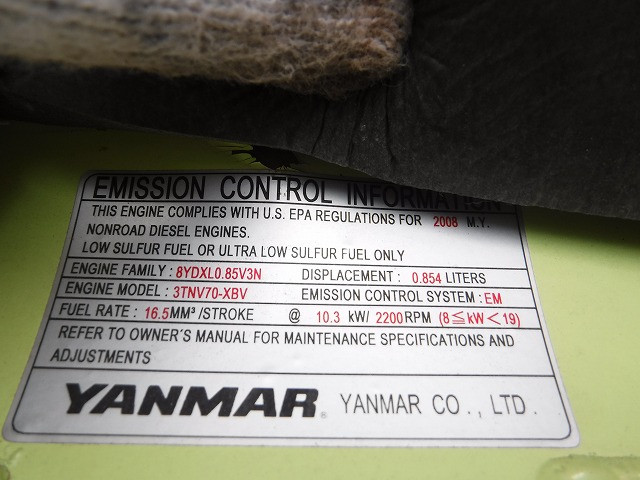 EMISSION CONTROL INFORMATION
THIS ENGINE COMPLIES WITH U.S. EPA REGULATIONS FOR 2008 M.Y.
NONROAD DIESEL ENGINES.
LOW SULFUR FUEL OR ULTRA LOW SULFUR FUEL ONLY
ENGINE FAMILY : 8YDXL0.85V3N DISPLACEMENT : 0.854 LITERS
ENGINE MODEL : 3TNV70-XBV EMISSION CONTROL SYSTEM : EM
FUEL RATE : 16.5MM³/STROKE @ 10.3 kW/ 2200RPM (8≦kW<19)
REFER TO OWNER'S MANUAL FOR MAINTENANCE SPECIFICATIONS AND
ADJUSTMENTS
YANMAR® YANMAR CO., LTD.